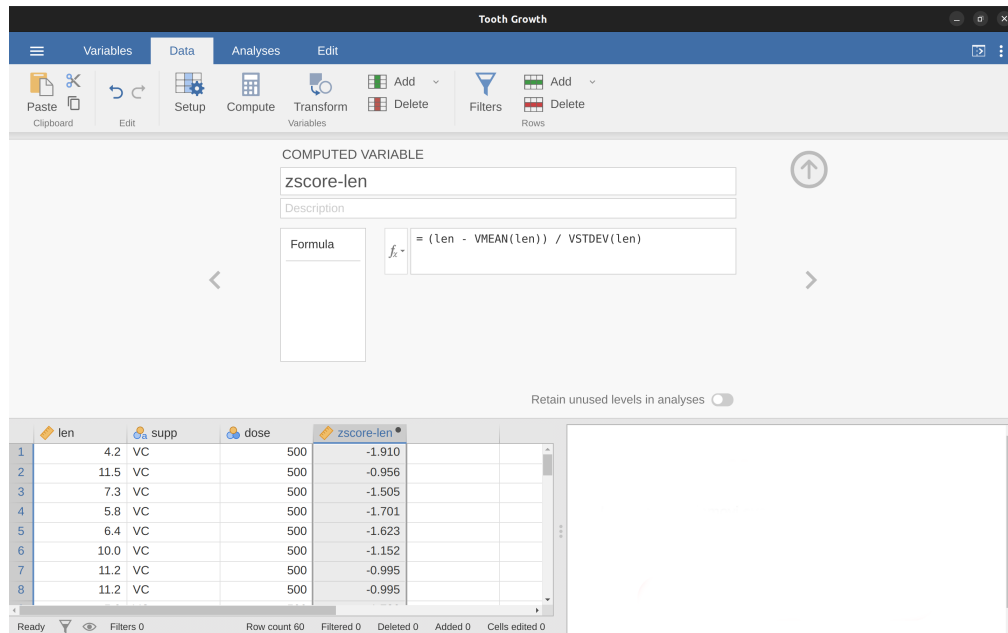 Tooth Growth
Variables Data Analyses Edit
Paste Setup Compute Transform Add Delete Filters Add Delete
Clipboard Edit Variables Rows
COMPUTED VARIABLE
zscore-len
Description
Formula
fx = (len - VMEAN(len)) / VSTDEV(len)
Retain unused levels in analyses
len supp dose zscore-len
1 4.2 VC 500 -1.910
2 11.5 VC 500 -0.956
3 7.3 VC 500 -1.505
4 5.8 VC 500 -1.701
5 6.4 VC 500 -1.623
6 10.0 VC 500 -1.152
7 11.2 VC 500 -0.995
8 11.2 VC 500 -0.995
Ready Filters 0 Row count 60 Filtered 0 Deleted 0 Added 0 Cells edited 0